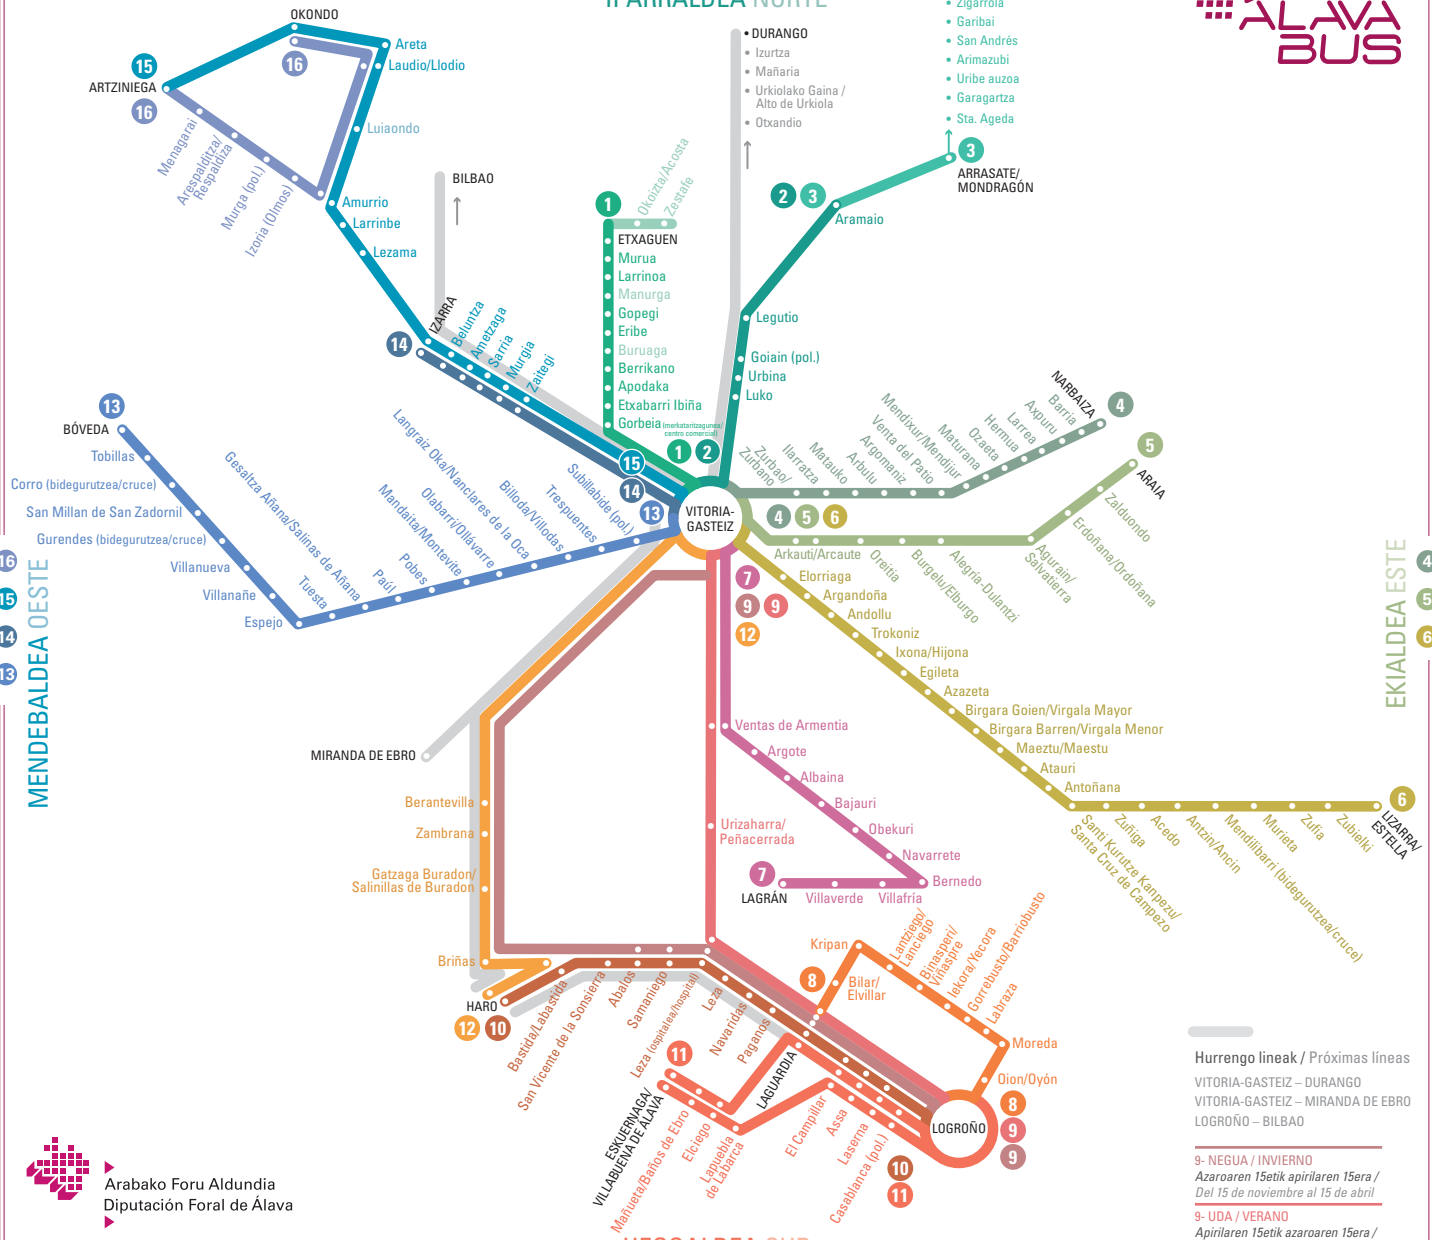 IPARRALDEA NORTE
ALAVA
BUS
OKONDO
Areta
Laudio/Llodio
15
16
ARTZINIEGA
16
Luiaondo
Menagarai
Arespalditza/
Respaldiza
Murga (pol.)
Izoria (Olmos)
Amurrio
Larrinbe
Lezama
BILBAO
DURANGO
Izurtza
Mañaria
Urkiolako Gaina /
Alto de Urkiola
Otxandio
Zigarrola
Garibai
San Andrés
Arimazubi
Uribe auzoa
Garagartza
Sta. Ageda
3
ARRASATE/
MONDRAGÓN
2 3
Aramaio
1
Okoizta/Acosta
Zestafe
ETXAGUEN
Murua
Larrinoa
Manurga
Gopegi
Eribe
Buruaga
Berrikano
Apodaka
Etxabarri Ibiña
Gorbeia (merkataritzagunea/
centro comercial)
1 2
Legutio
Goiain (pol.)
Urbina
Luko
14
IZARRA
Beluntza
Ametzaga
Sarria
Murgia
Zaitegi
15
14
13
VITORIA-
GASTEIZ
13
BÓVEDA
Tobillas
Corro (bidegurutzea/cruce)
San Millan de San Zadornil
Gurendes (bidegurutzea/cruce)
Villanueva
Villanañe
Espejo
Tuesta
Gesaltza Añana/Salinas de Añana
Paúl
Pobes
Mandaita/Montevite
Olabarri/Ollávarre
Langraiz Oka/Nanclares de la Oca
Billoda/Villodas
Trespuentes
Subillabide (pol.)
Zurbao/
Zurbano
Ilarratza
Matauko
Arbulu
Argomaniz
Venta del Patio
Mendixur/Mendijur
Maturana
Ozaeta
Hermua
Larrea
Axpuru
Barria
NARBAIZA
4
5
ARAIA
4 5 6
Arkauti/Arcaute
Oreitia
Burgelu/Elburgo
Alegría-Dulantzi
Agurain/
Salvatierra
Erdoñana/Ordoñana
Zalduondo
Elorriaga
Argandoña
Andollu
Trokoniz
Ixona/Hijona
Egileta
Azazeta
Birgara Goien/Virgala Mayor
Birgara Barren/Virgala Menor
Maeztu/Maestu
Atauri
Antoñana
Santi Kurutze Kanpezu/
Santa Cruz de Campezo
Zuñiga
Acedo
Antzin/Ancin
Mendilibarri (bidegurutzea/cruce)
Murieta
Zufia
Zubielki
6
LIZARRA/
ESTELLA
16
15
14
13
MENDEBALDEA OESTE
4
5
6
EKIALDEA ESTE
7
9 9
12
Ventas de Armentia
Argote
Albaina
Bajauri
Obekuri
Navarrete
Bernedo
7
LAGRÁN
Villaverde
Villafría
Urizaharra/
Peñacerrada
MIRANDA DE EBRO
Berantevilla
Zambrana
Gatzaga Buradon/
Salinillas de Buradon
Briñas
HARO
12 10
Bastida/Labastida
San Vicente de la Sonsierra
Abalos
Samaniego
Leza (ospitalea/hospital)
Leza
Navaridas
Paganos
LAGUARDIA
11
ESKUERNAGA/
VILLABUENA DE ÁLAVA
Mañueta/Baños de Ebro
Elciego
Lapuebla
de Labarca
El Campillar
Assa
Laserna
Casablanca (pol.)
10
11
Kripan
8
Bilar/
Elvillar
Lantziego/
Lanciego
Binasperi/
Viñaspre
Iekora/Yecora
Gorrebusto/Barriobusto
Labraza
Moreda
Oion/Oyón
LOGROÑO
8
9
9
Hurrengo lineak / Próximas líneas
VITORIA-GASTEIZ – DURANGO
VITORIA-GASTEIZ – MIRANDA DE EBRO
LOGROÑO – BILBAO
9- NEGUA / INVIERNO
Azaroaren 15etik apirilaren 15era /
Del 15 de noviembre al 15 de abril
9- UDA / VERANO
Apirilaren 15etik azaroaren 15era /
Arabako Foru Aldundia
Diputación Foral de Álava
HEGOALDEA SUR